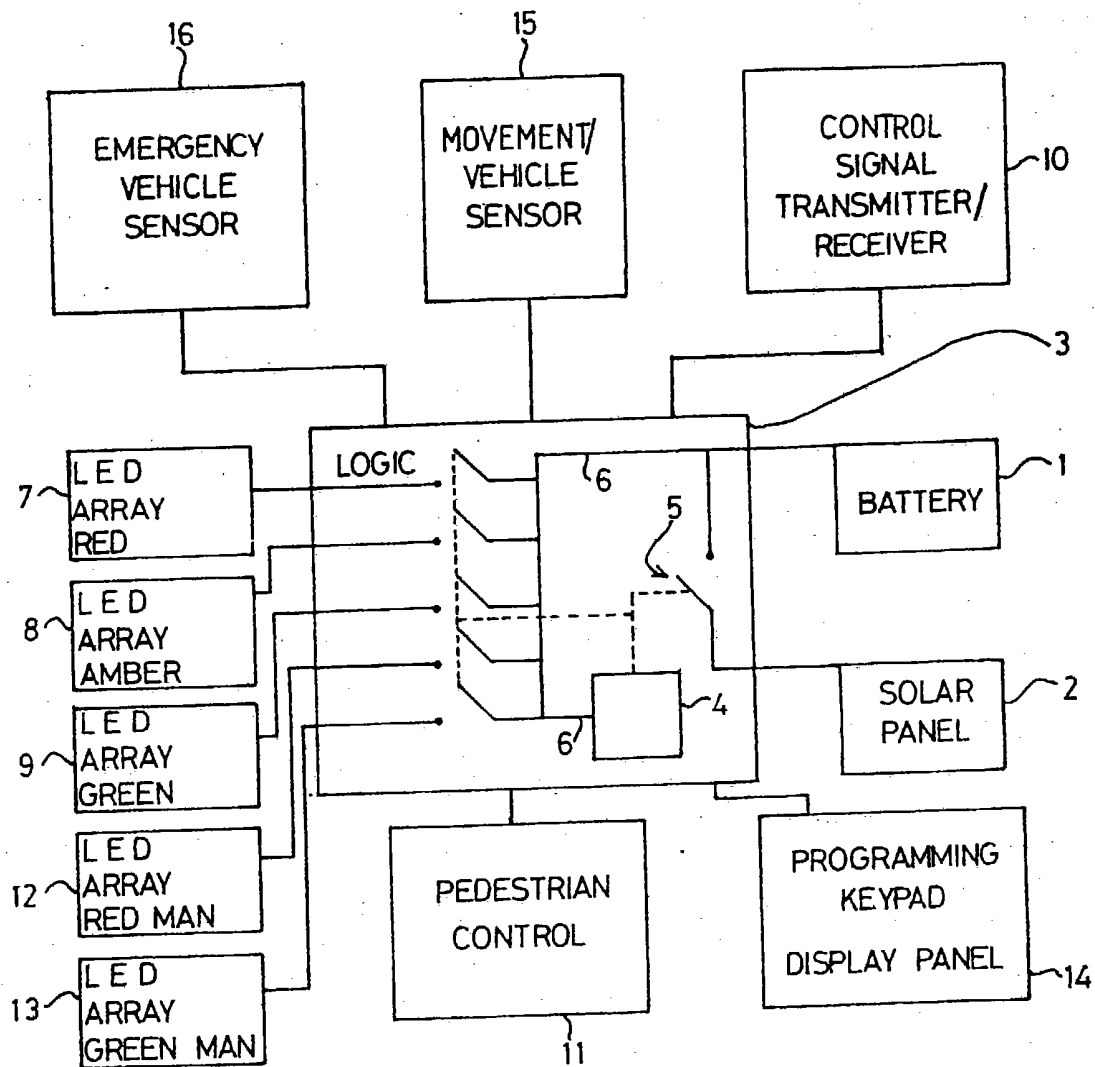 16
15
EMERGENCY
VEHICLE
SENSOR
MOVEMENT/
VEHICLE
SENSOR
CONTROL
SIGNAL
TRANSMITTER/
RECEIVER
10
3
LOGIC
6
5
4
6
7
LED
ARRAY
RED
8
LED
ARRAY
AMBER
9
LED
ARRAY
GREEN
12
LED
ARRAY
RED MAN
13
LED
ARRAY
GREEN MAN
BATTERY
1
SOLAR
PANEL
2
PEDESTRIAN
CONTROL
11
PROGRAMMING
KEYPAD
DISPLAY PANEL
14